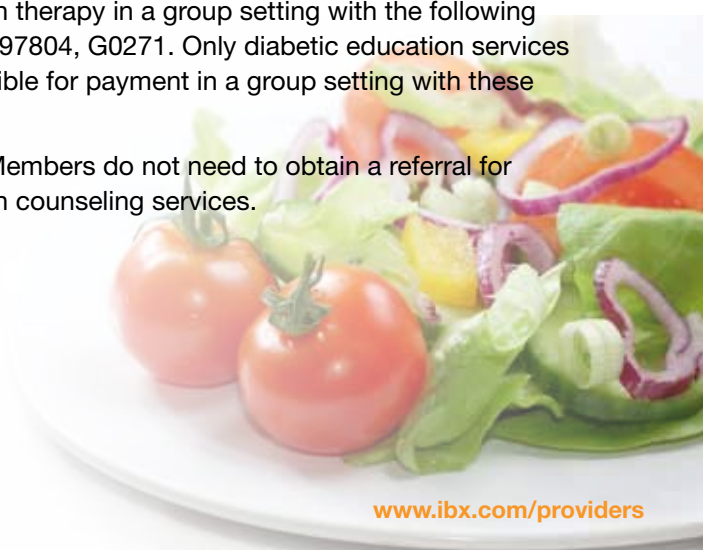 n therapy in a group setting with the following
97804, G0271. Only diabetic education services
ible for payment in a group setting with these
Members do not need to obtain a referral for
n counseling services.
www.ibx.com/providers